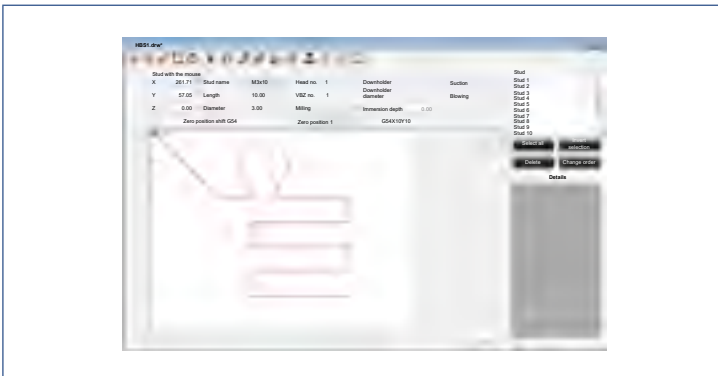 HBS1.drw*
Stud with the mouse
X 261.71 Stud name M3x10 Head no. 1 Downholder Suction
Y 57.05 Length 10.00 VBZ no. 1 Downholder diameter Blowing
Z 0.00 Diameter 3.00 Milling Immersion depth 0.00
Zero position shift G54 Zero position 1 G54X10Y10
Stud
Stud 1
Stud 2
Stud 3
Stud 4
Stud 5
Stud 6
Stud 7
Stud 8
Stud 9
Stud 10
Select all
selection
Delete
Change order
Details